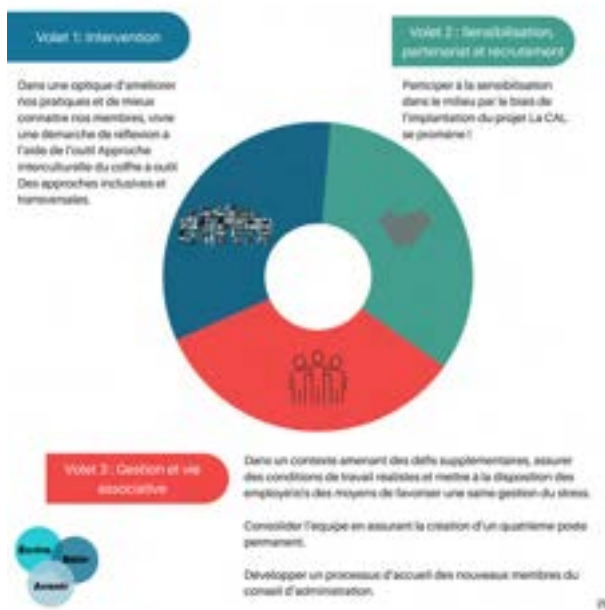 Volet 1: Intervention
Dans une optique d'améliorer
nos pratiques et de mieux
connaître nos membres, vivre
une démarche de réflexion à
l'aide de l'outil Approche
interculturelle du coffre à outil
Des approches inclusives et
transversales.
Volet 2 : Sensibilisation,
partenariat et recrutement
Participer à la sensibilisation
dans le milieu par le biais de
l'implantation du projet La CAL
se promène !
Volet 3 : Gestion et vie
associative
Dans un contexte amenant des défis supplémentaires, assurer
des conditions de travail réalistes et mettre à la disposition des
employé(e)s des moyens de favoriser une saine gestion du stress.
Consolider l'équipe en assurant la création d'un quatrième poste
permanent.
Développer un processus d'accueil des nouveaux membres du
conseil d'administration.
Avenir